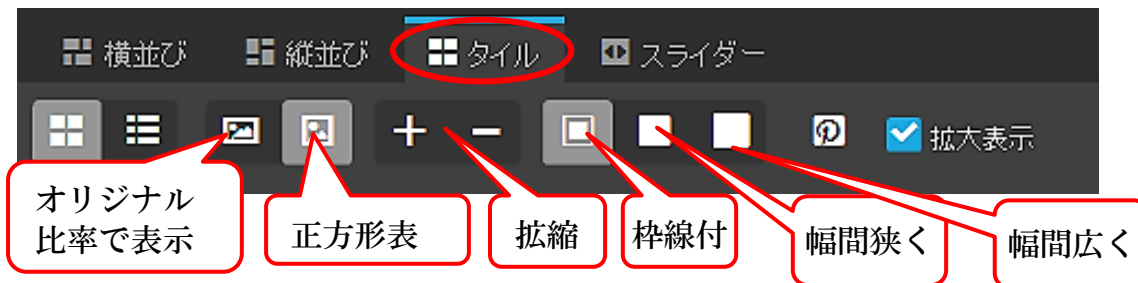 横並び
縦並び
タイル
スライダー
拡大表示
オリジナル
比率で表示
正方形表
拡縮
枠線付
幅間狭く
幅間広く